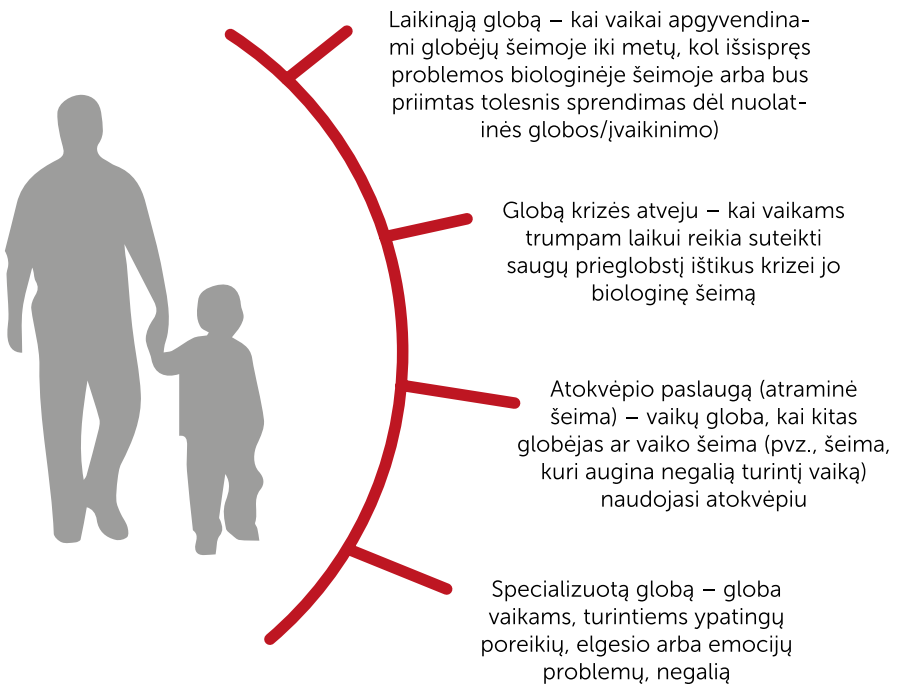 Laikinąją globą – kai vaikai apgyvendina-
mi globėjų šeimoje iki metų, kol išsispręs
problemos biologinėje šeimoje arba bus
priimtas tolesnis sprendimas dėl nuolat-
inės globos/įvaikinimo)
Globą krizės atveju – kai vaikams
trumpam laikui reikia suteikti
saugų prieglobstį ištikus krizei jo
biologinę šeimą
Atokvėpio paslaugą (atraminė
šeima) – vaikų globa, kai kitas
globėjas ar vaiko šeima (pvz., šeima,
kuri augina negalią turintį vaiką)
naudojasi atokvėpiu
Specializuotą globą – globa
vaikams, turintiems ypatingų
poreikių, elgesio arba emocijų
problemų, negalią